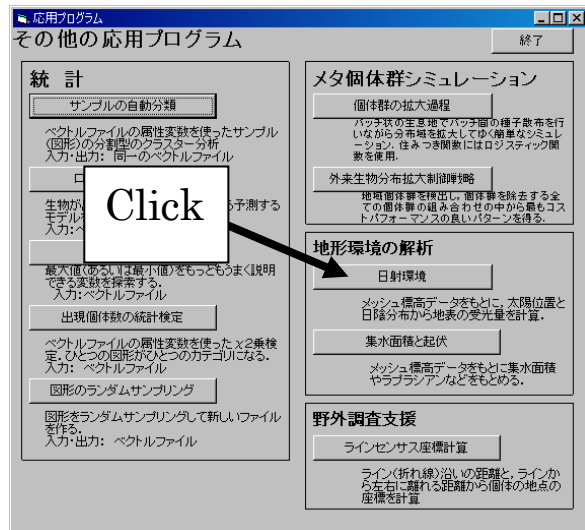 応用プログラム
その他の応用プログラム
終了
統 計
サンプルの自動分類
ベクトルファイルの属性変数を使ったサンプル
(図形)の分割型のクラスター分析
入力・出力: 同一のベクトルファイル
生物が
る予測する
モデル
入力:ベ
Click
最大値(あるいは最小値)をもっともうまく説明
できる変数を探索する.
入力:ベクトルファイル
出現個体数の統計検定
ベクトルファイルの属性変数を使ったχ2乗検
定.ひとつの図形がひとつのカテゴリになる.
入力: ベクトルファイル
図形のランダムサンプリング
図形をランダムサンプリングして新しいファイル
を作る.
入力・出力: ベクトルファイル
メタ個体群シミュレーション
個体群の拡大過程
パッチ状の生息地でパッチ間の種子散布を行
いながら分布域を拡大してゆく簡単なシミュレ
ーション.住みつき関数にはロジスティック関
数を使用.
外来生物分布拡大制御戦略
地域個体群を検出し,個体群を除去する全
ての個体群の組み合わせの中から最もコス
トパフォーマンスの良いパターンを得る.
地形環境の解析
日射環境
メッシュ標高データをもとに,太陽位置と
日陰分布から地表の受光量を計算.
集水面積と起伏
メッシュ標高データをもとに集水面積
やラプラシアンなどをもとめる.
野外調査支援
ラインセンサス座標計算
ライン(折れ線)沿いの距離と,ラインか
ら左右に離れる距離から個体の地点の
座標を計算